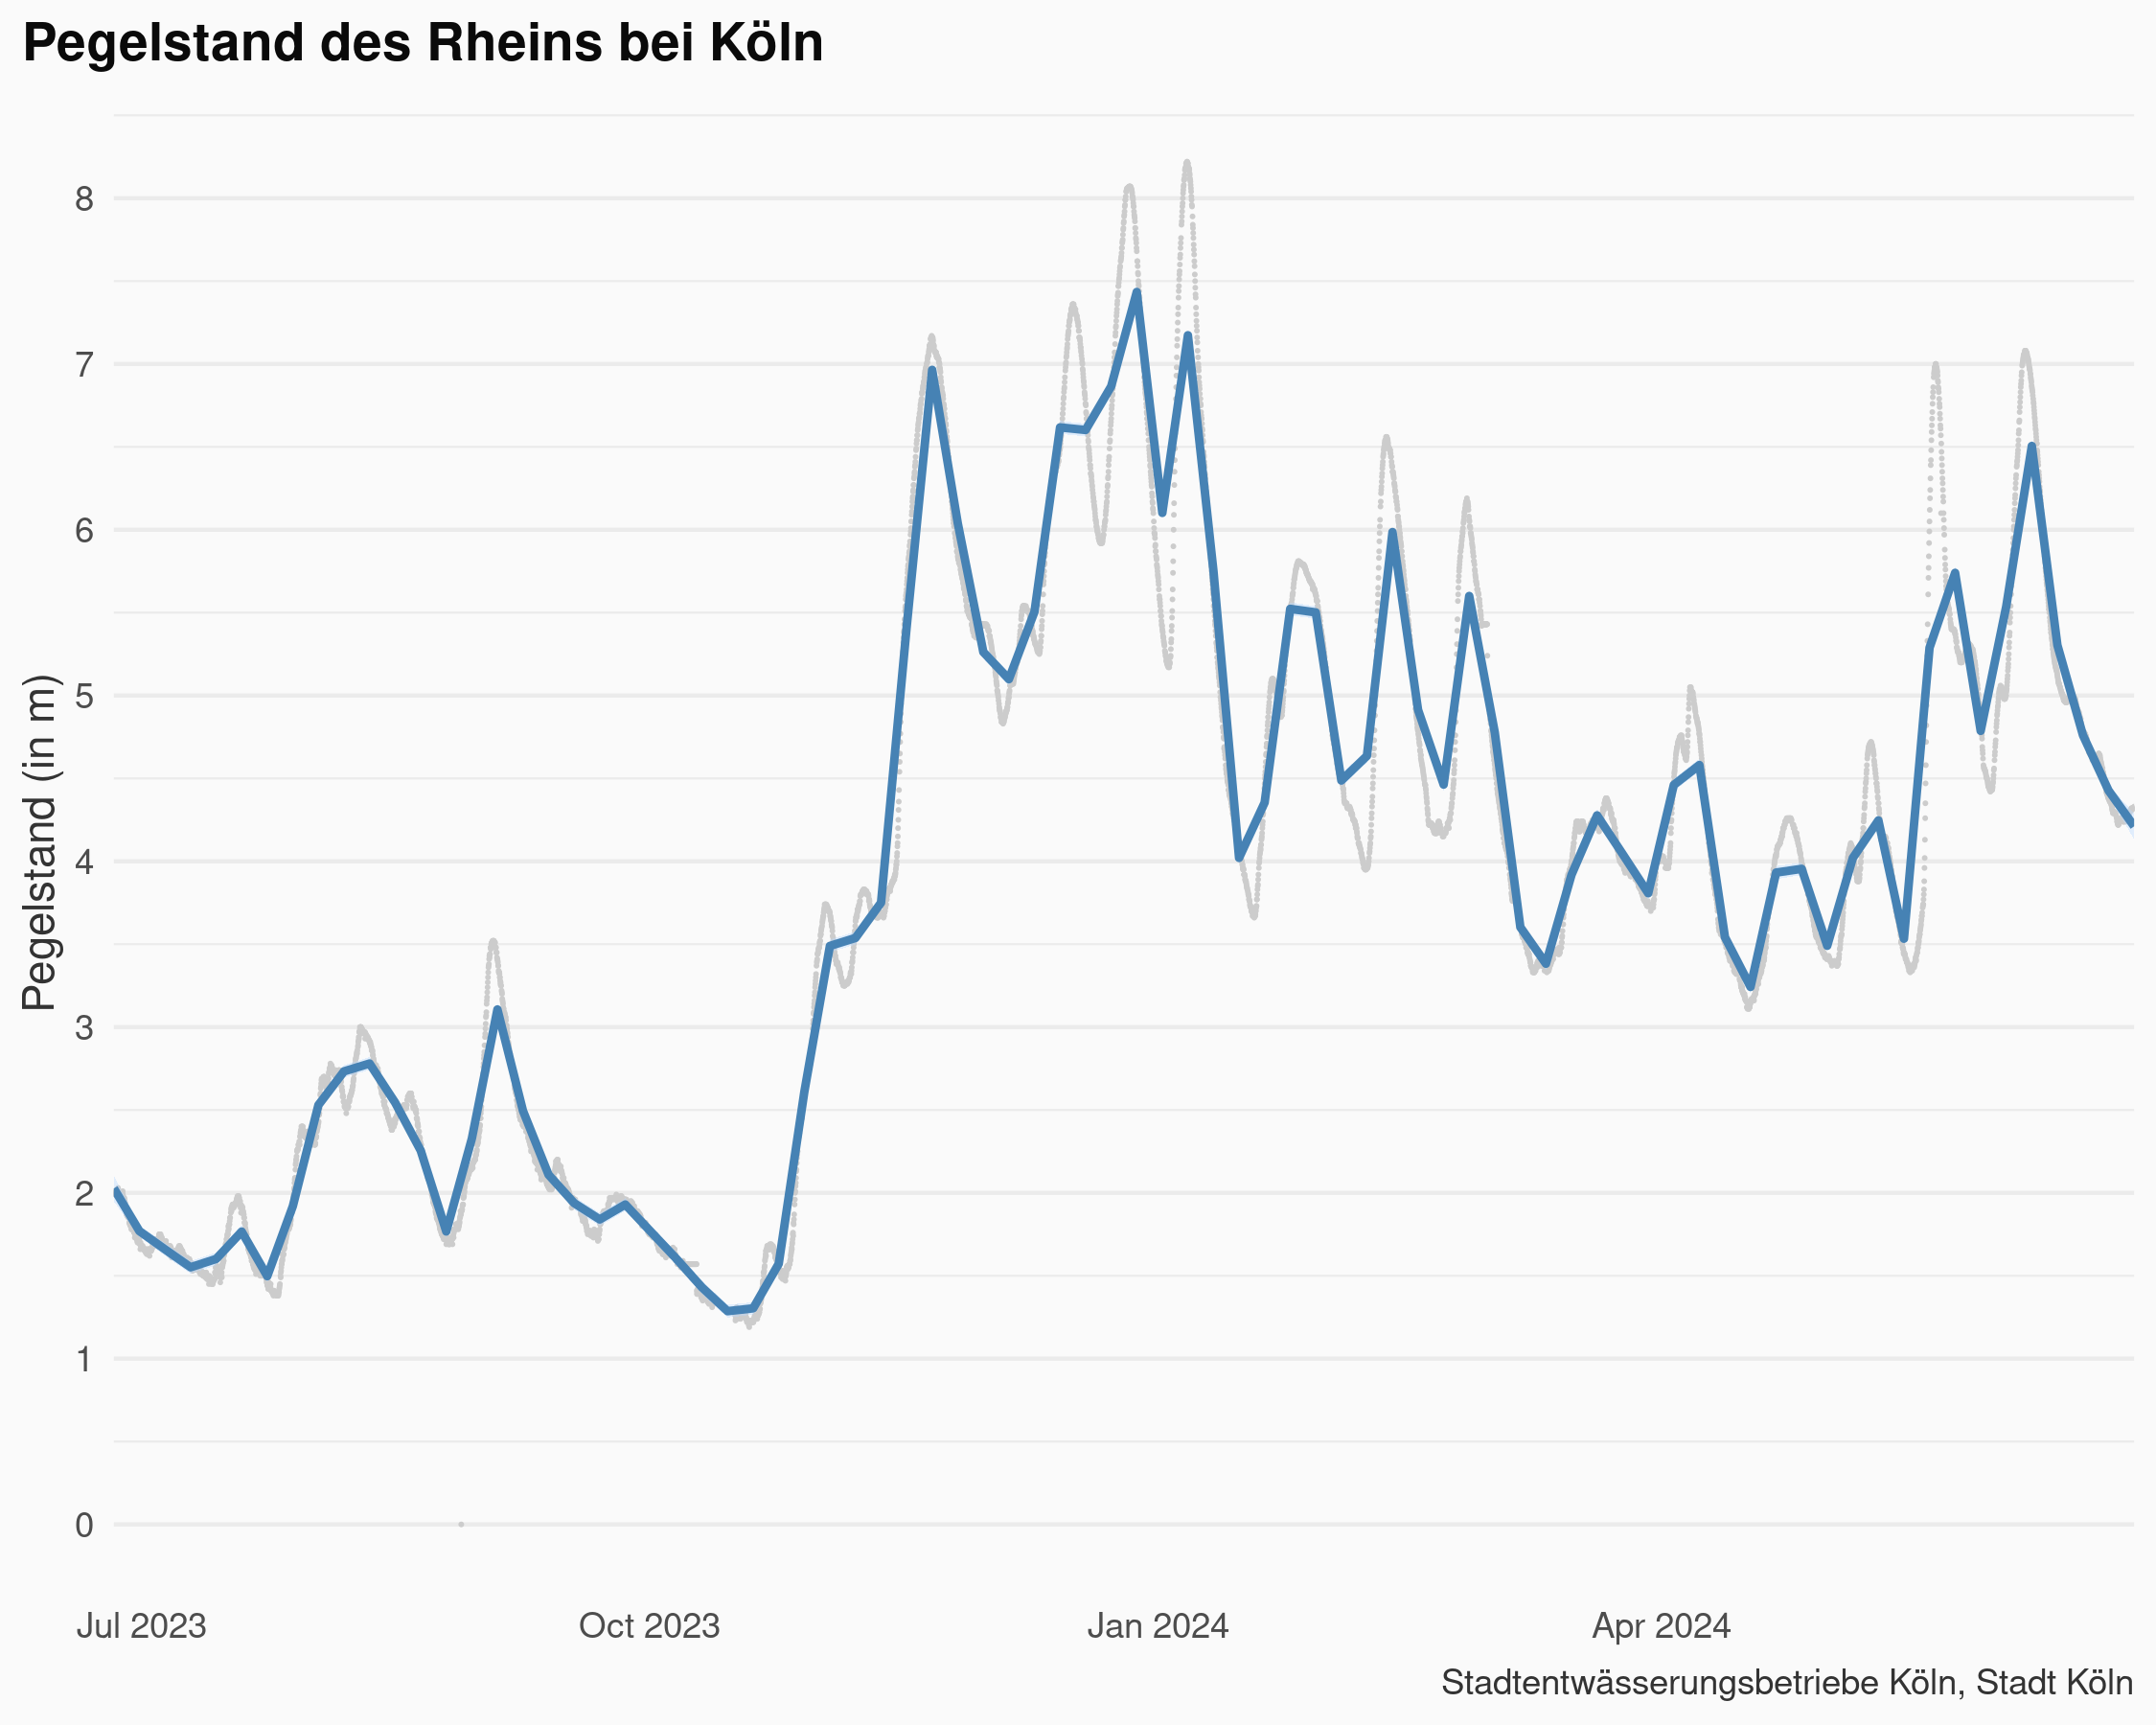 Pegelstand des Rheins bei Köln
Pegelstand (in m)
8
7
6
5
4
3
2
1
0
Jul 2023 Oct 2023 Jan 2024 Apr 2024
Stadtentwässerungsbetriebe Köln, Stadt Köln